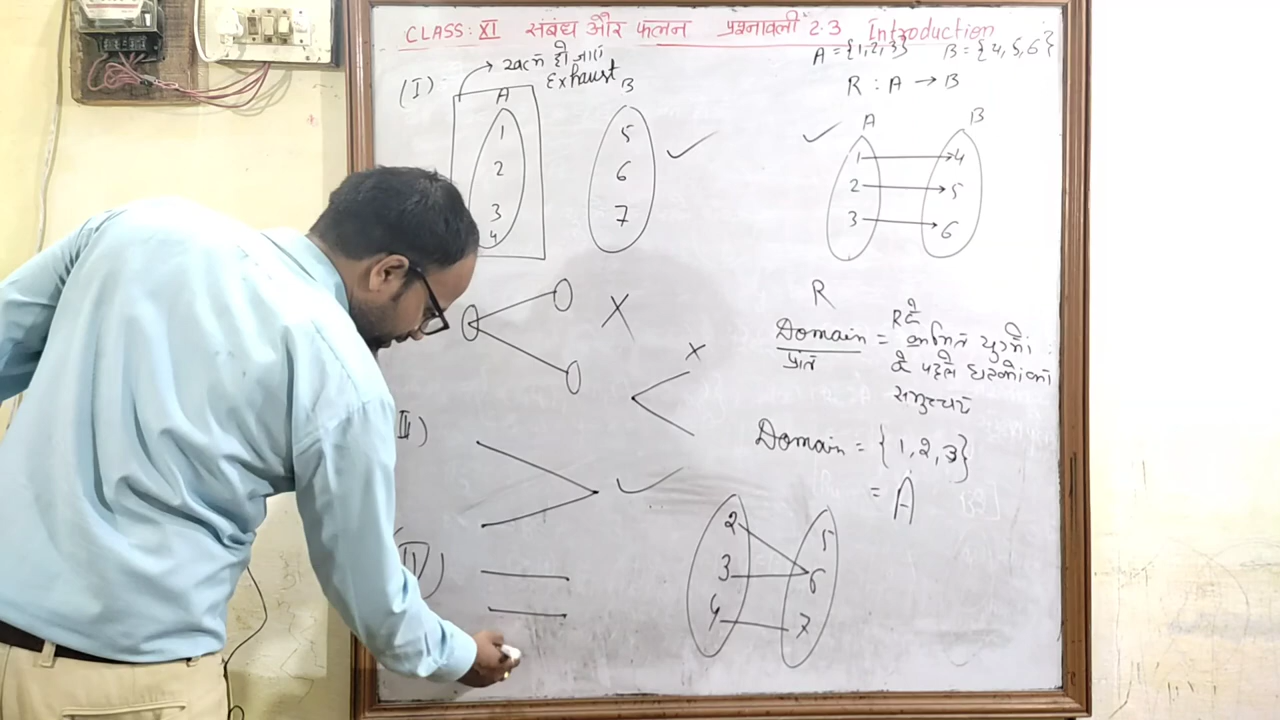 CLASS: XI संबंध और फलन प्रश्नावली 2.3 Introduction
A = {1,2,3} B = {4,5,6}
R : A → B
(I)
→ खत्म हो जाए
Exhaust
A B
1 5
2 6
3 7
4
✓
✓
A B
1 4
2 5
3 6
X
R
R के
Domain = क्रमित युग्मों
प्रांत के पहले घटकों का
समुच्चय
x
Domain = {1,2,3}
= A
II)
✓
(IV)
2 5
3 6
4 7